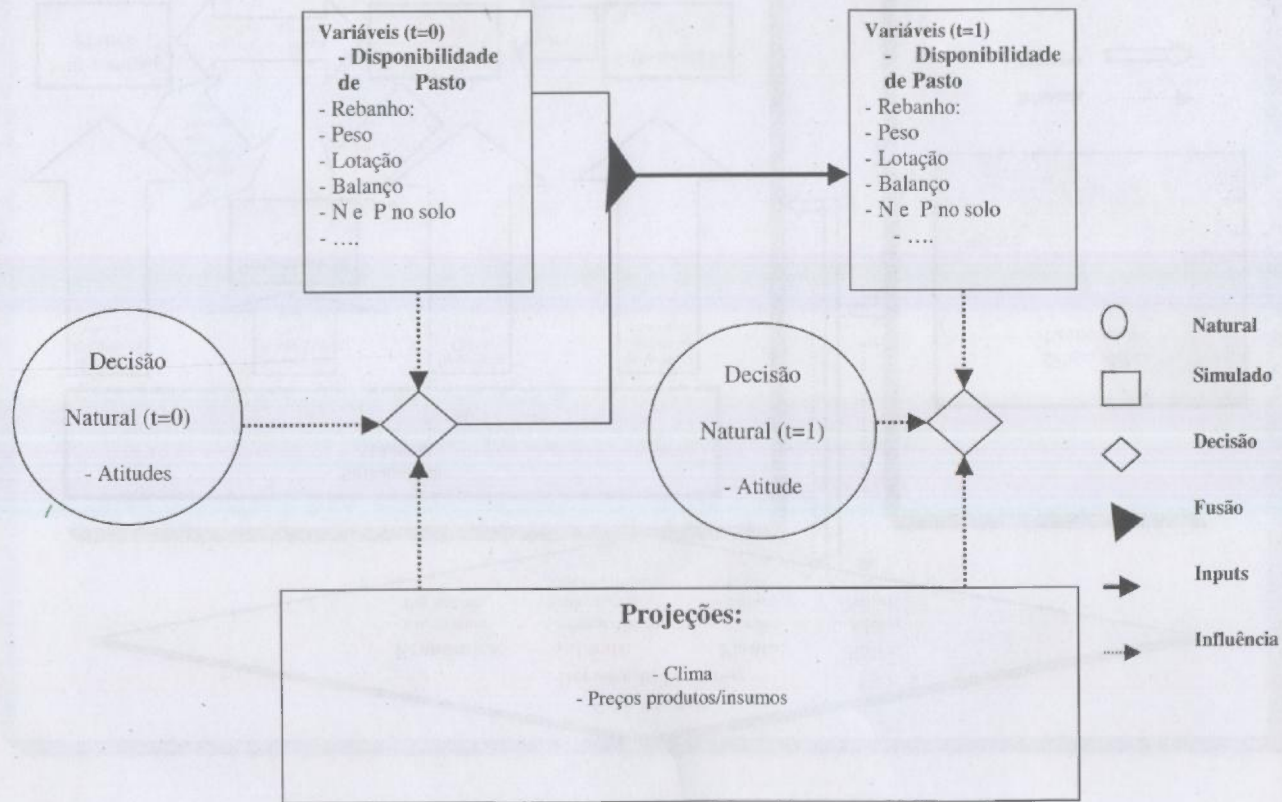 Variáveis (t=0)
- Disponibilidade
de Pasto
- Rebanho:
- Peso
- Lotação
- Balanço
- N e P no solo
- ....
Variáveis (t=1)
- Disponibilidade
de Pasto
- Rebanho:
- Peso
- Lotação
- Balanço
- N e P no solo
- ....
Decisão
Natural (t=0)
- Atitudes
Decisão
Natural (t=1)
- Atitude
Natural
Simulado
Decisão
Fusão
Inputs
Influência
Projeções:
- Clima
- Preços produtos/insumos